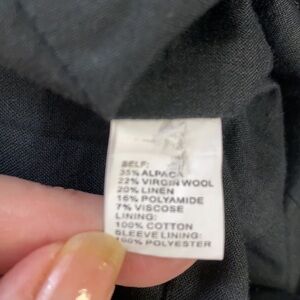 SELF:
35% ALPACA
22% VIRGIN WOOL
20% LINEN
16% POLYAMIDE
7% VISCOSE
LINING:
100% COTTON
SLEEVE LINING:
100% POLYESTER